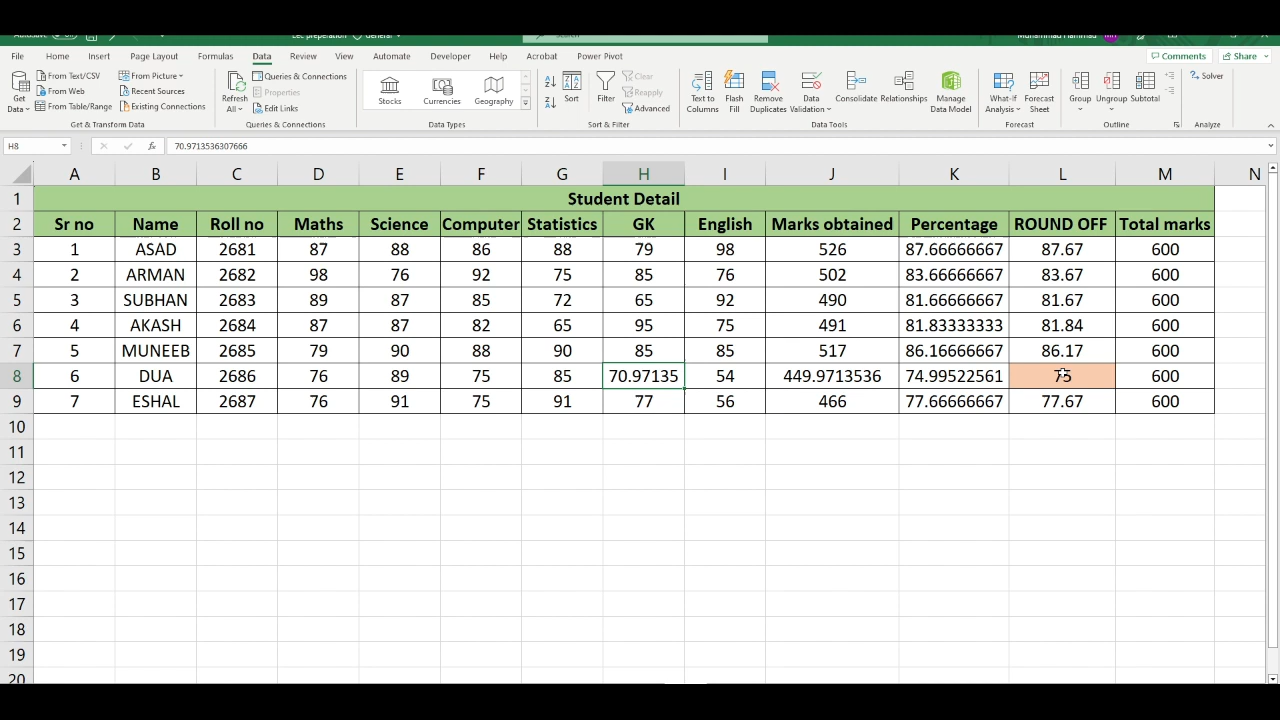 AutoSave Off Lec preperation General Search Muhammad Hammad MH
File Home Insert Page Layout Formulas Data Review View Automate Developer Help Acrobat Power Pivot Comments Share
Get Data From Text/CSV From Web From Table/Range From Picture Recent Sources Existing Connections
Refresh All Queries & Connections Properties Edit Links
Stocks Currencies Geography
Sort Filter Clear Reapply Advanced
Text to Columns Flash Fill Remove Duplicates Data Validation Consolidate Relationships Manage Data Model
What-If Analysis Forecast Sheet Group Ungroup Subtotal Solver
Get & Transform Data Queries & Connections Data Types Sort & Filter Data Tools Forecast Outline Analyze
H8 fx 70.9713536307666
A B C D E F G H I J K L M N
1 Student Detail
2 Sr no Name Roll no Maths Science Computer Statistics GK English Marks obtained Percentage ROUND OFF Total marks
3 1 ASAD 2681 87 88 86 88 79 98 526 87.66666667 87.67 600
4 2 ARMAN 2682 98 76 92 75 85 76 502 83.66666667 83.67 600
5 3 SUBHAN 2683 89 87 85 72 65 92 490 81.66666667 81.67 600
6 4 AKASH 2684 87 87 82 65 95 75 491 81.83333333 81.84 600
7 5 MUNEEB 2685 79 90 88 90 85 85 517 86.16666667 86.17 600
8 6 DUA 2686 76 89 75 85 70.97135 54 449.9713536 74.99522561 75 600
9 7 ESHAL 2687 76 91 75 91 77 56 466 77.66666667 77.67 600
10
11
12
13
14
15
16
17
18
19
20